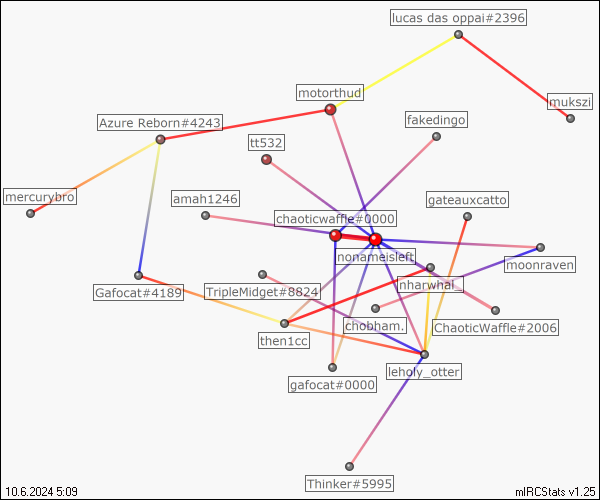 lucas das oppai#2396
motorthud
mukszi
Azure Reborn#4243
fakedingo
tt532
mercurybro
amah1246
gateauxcatto
chaoticwaffle#0000
nonameisleft
moonraven
nharwhal_
Gafocat#4189
TripleMidget#8824
chobham.
ChaoticWaffle#2006
then1cc
leholy_otter
gafocat#0000
Thinker#5995
10.6.2024 5:09
mIRCStats v1.25